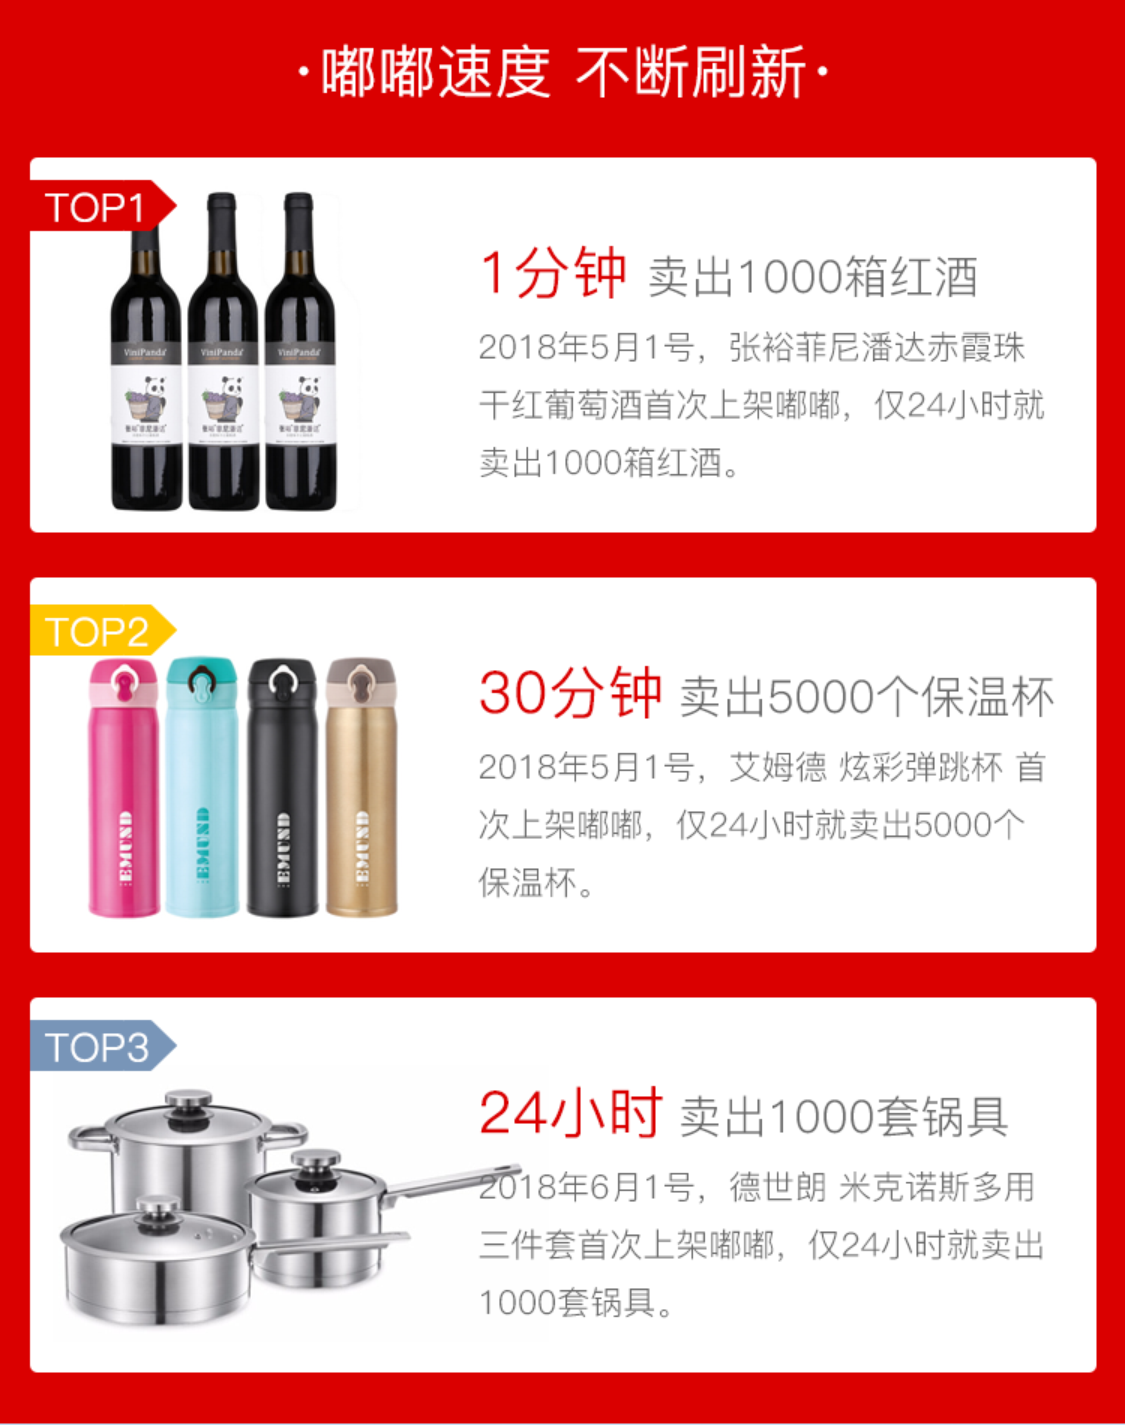 ·嘟嘟速度 不断刷新·
TOP1
1分钟 卖出1000箱红酒
2018年5月1号，张裕菲尼潘达赤霞珠
干红葡萄酒首次上架嘟嘟，仅24小时就
卖出1000箱红酒。
ViniPanda
ViniPanda
ViniPanda
TOP2
30分钟 卖出5000个保温杯
2018年5月1号，艾姆德 炫彩弹跳杯 首
次上架嘟嘟，仅24小时就卖出5000个
保温杯。
EMUND
EMUND
EMUND
EMUND
TOP3
24小时 卖出1000套锅具
2018年6月1号，德世朗 米克诺斯多用
三件套首次上架嘟嘟，仅24小时就卖出
1000套锅具。